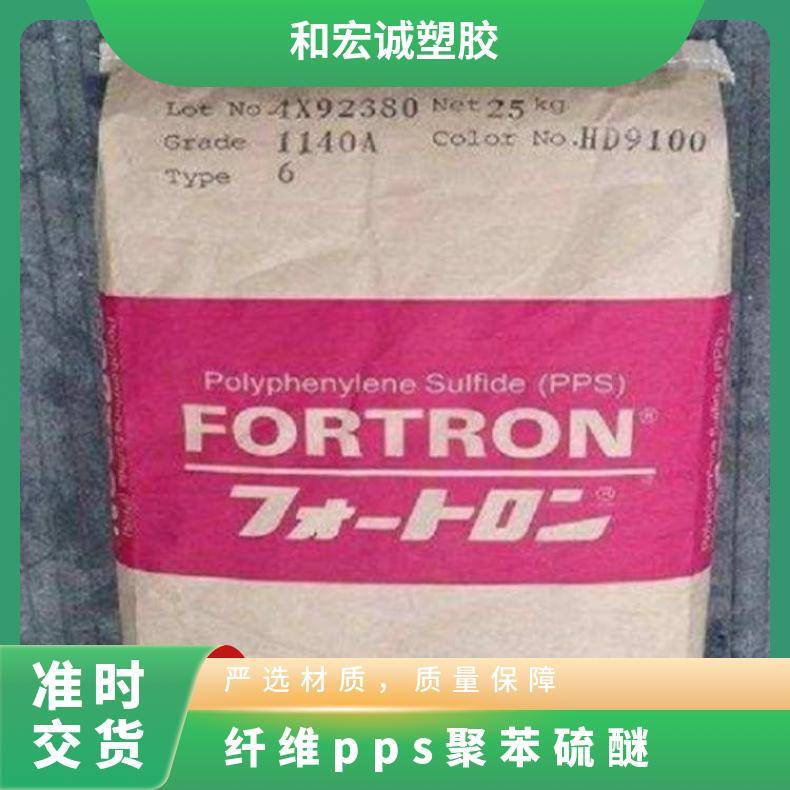 和宏诚塑胶
Lot No 4X92380 Net 25 kg
Grade 1140A Color No. HD9100
Type 6
Polyphenylene Sulfide (PPS)
FORTRON®
フォートロン®
准时
交货
严选材质，质量保障
纤维pps聚苯硫醚